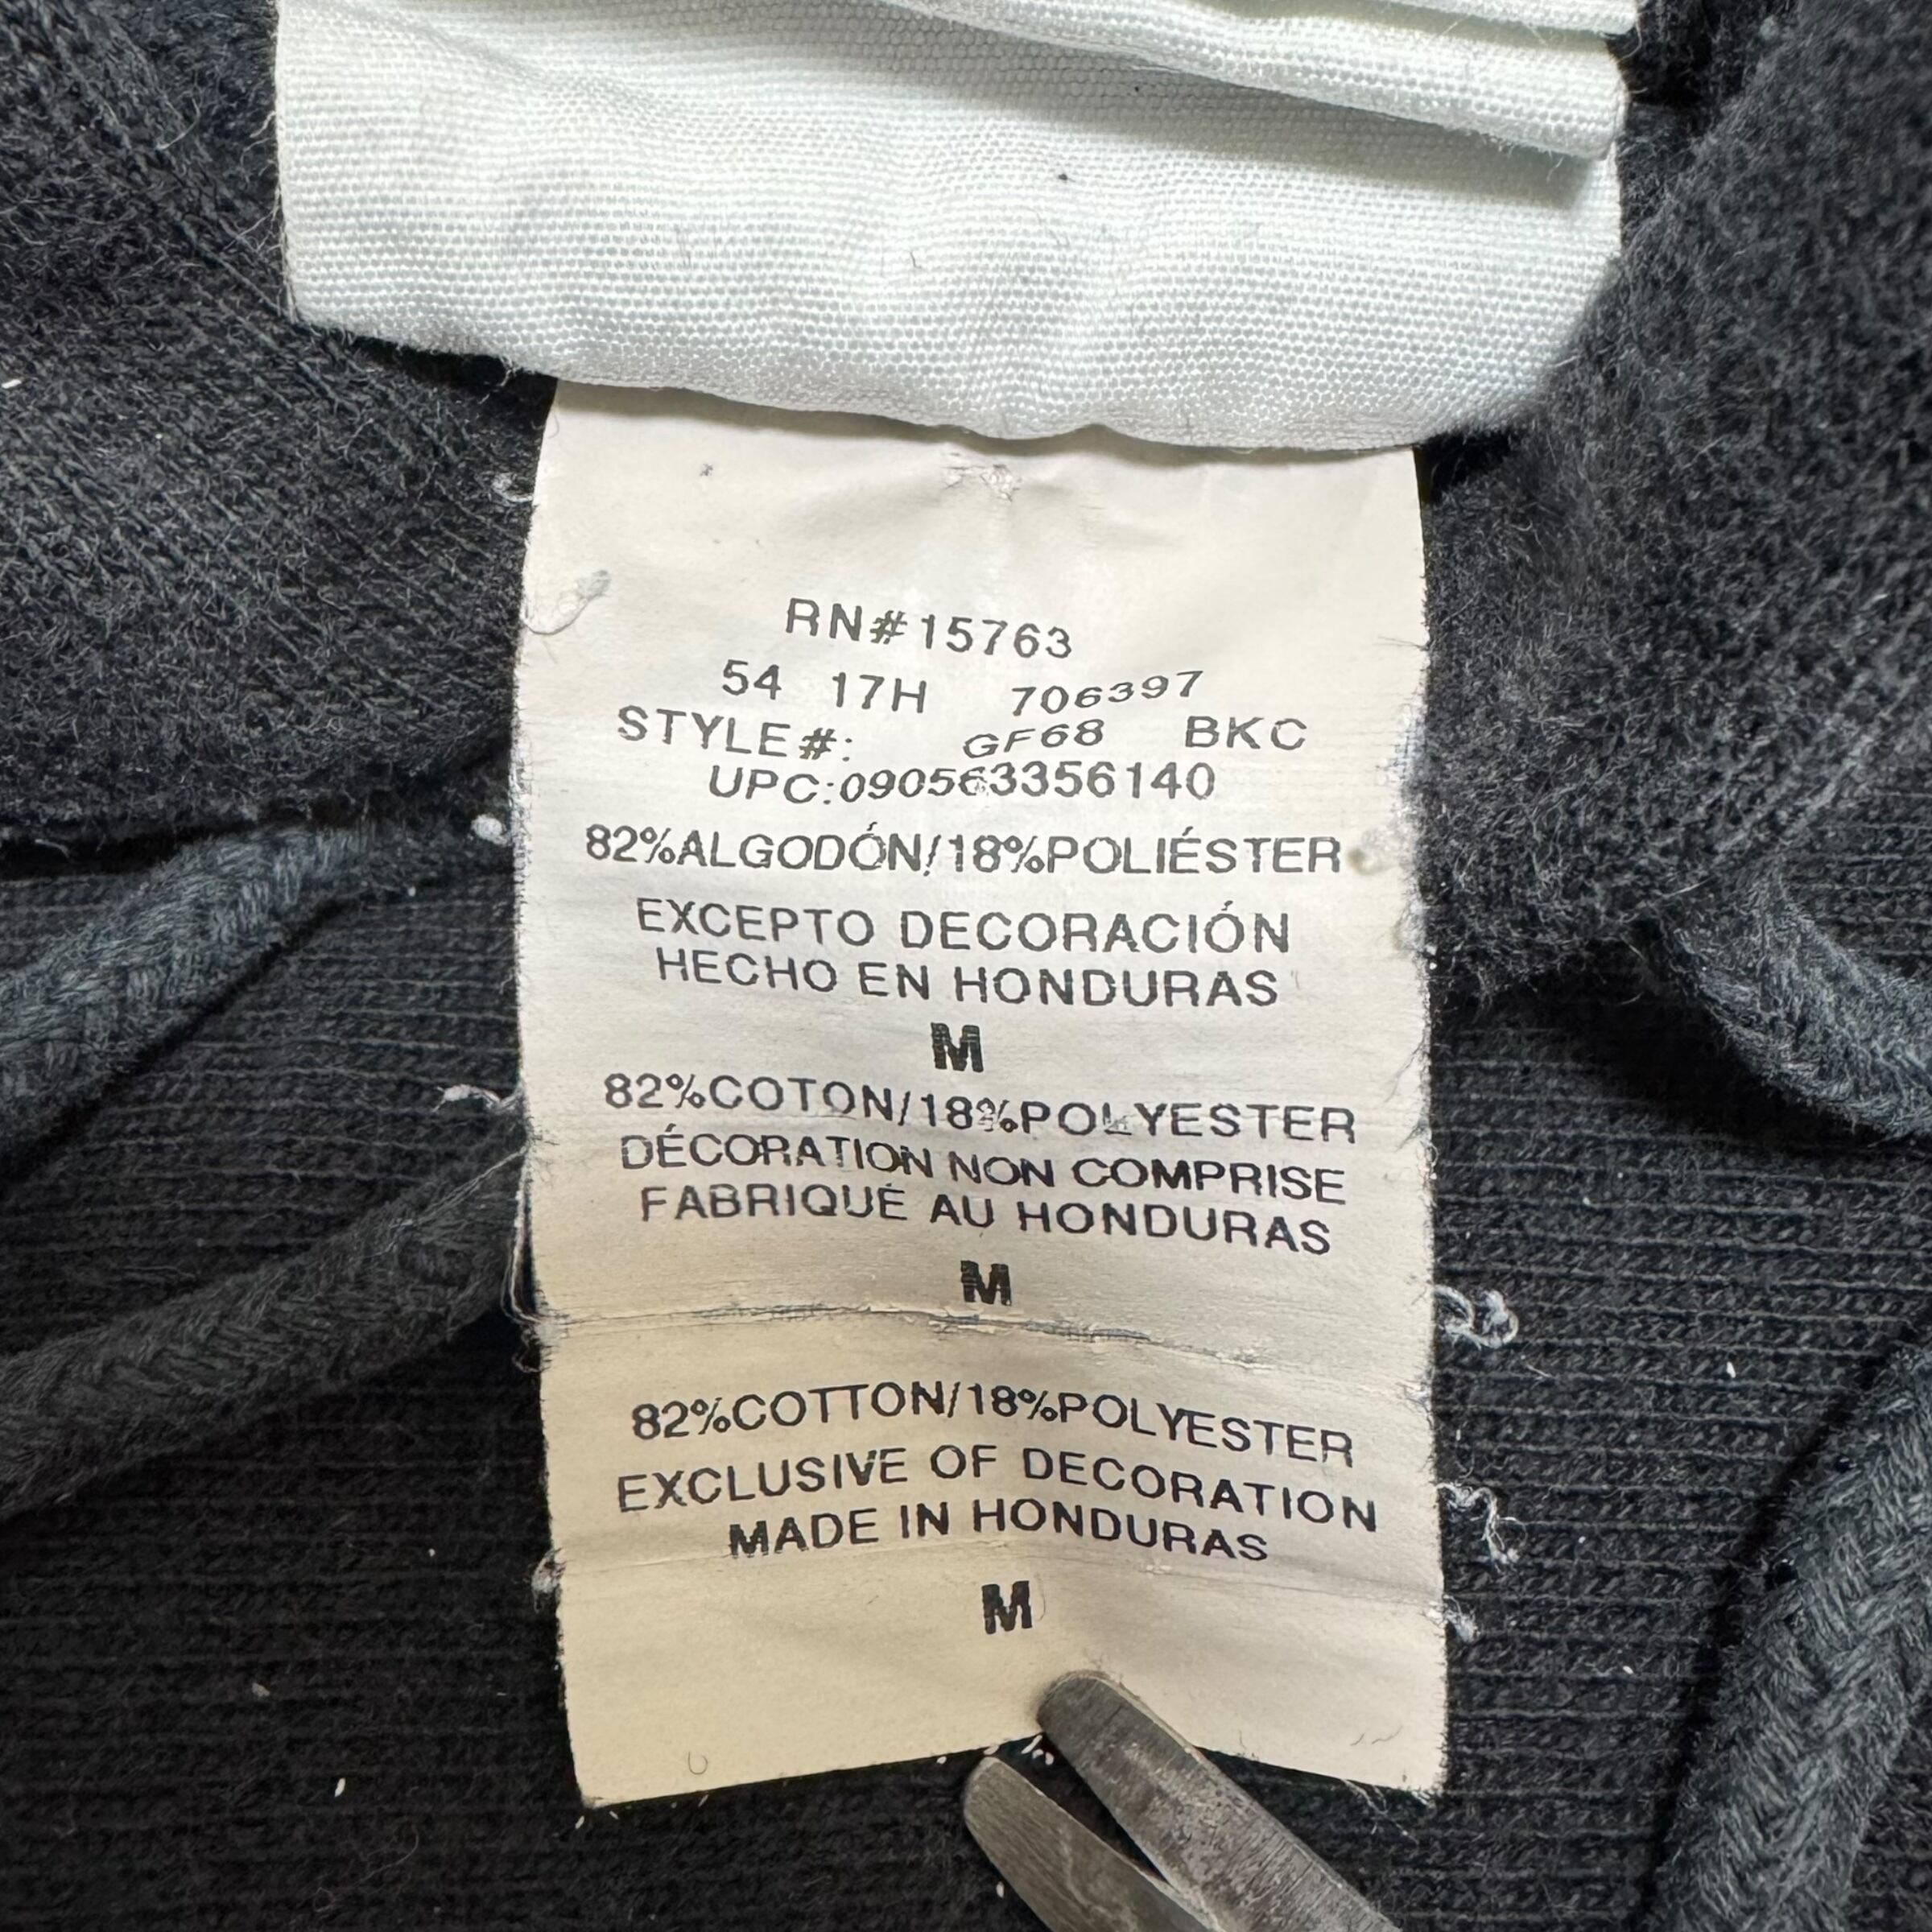 RN#15763
54 17H 706397
STYLE#: GF68 BKC
UPC:090563356140
82%ALGODÓN/18%POLIÉSTER
EXCEPTO DECORACIÓN
HECHO EN HONDURAS
M
82%COTON/18%POLYESTER
DÉCORATION NON COMPRISE
FABRIQUÉ AU HONDURAS
M
82%COTTON/18%POLYESTER
EXCLUSIVE OF DECORATION
MADE IN HONDURAS
M